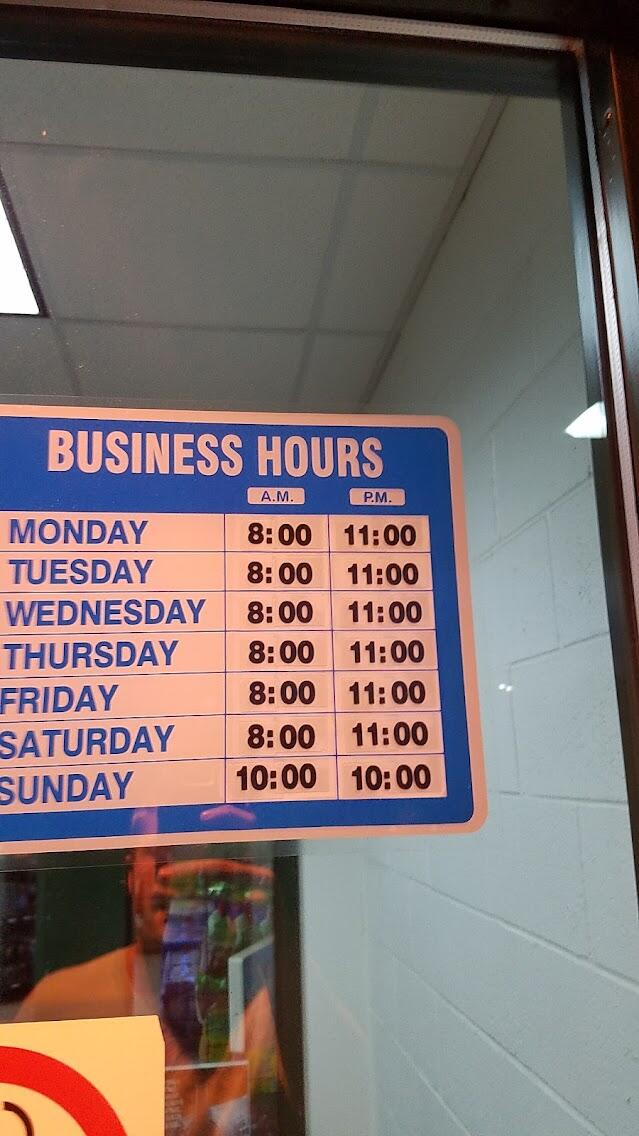 BUSINESS HOURS
A.M. P.M.
MONDAY 8:00 11:00
TUESDAY 8:00 11:00
WEDNESDAY 8:00 11:00
THURSDAY 8:00 11:00
FRIDAY 8:00 11:00
SATURDAY 8:00 11:00
SUNDAY 10:00 10:00